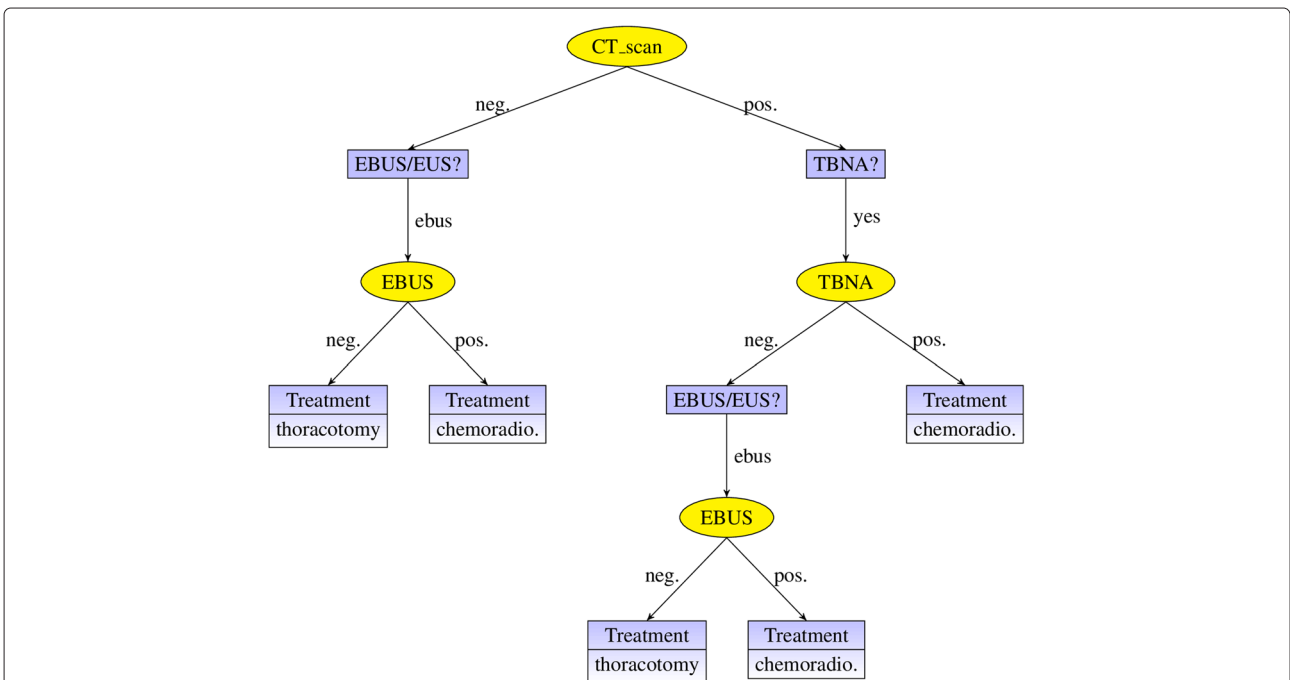 CT_scan
neg.
pos.
EBUS/EUS?
TBNA?
ebus
yes
EBUS
TBNA
neg.
pos.
neg.
pos.
Treatment
thoracotomy
Treatment
chemoradio.
EBUS/EUS?
Treatment
chemoradio.
ebus
EBUS
neg.
pos.
Treatment
thoracotomy
Treatment
chemoradio.